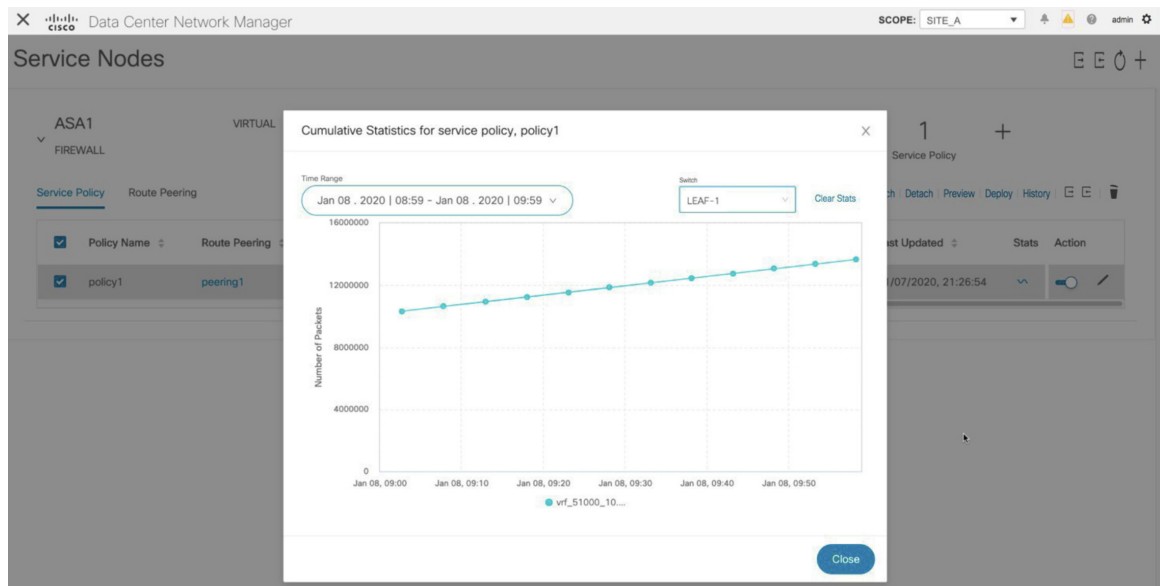 CISCO Data Center Network Manager SCOPE: SITE_A admin
Service Nodes
ASA1 VIRTUAL 1
FIREWALL Service Policy
Service Policy Route Peering Detach Preview Deploy History
Policy Name Route Peering Updated Stats Action
policy1 peering1 /07/2020, 21:26:54
Cumulative Statistics for service policy, policy1 X
Time Range Switch
Jan 08 . 2020 | 08:59 - Jan 08 . 2020 | 09:59 LEAF-1 Clear Stats
16000000
12000000
8000000
4000000
0
Number of Packets
Jan 08, 09:00 Jan 08, 09:10 Jan 08, 09:20 Jan 08, 09:30 Jan 08, 09:40 Jan 08, 09:50
vrf_51000_10....
Close